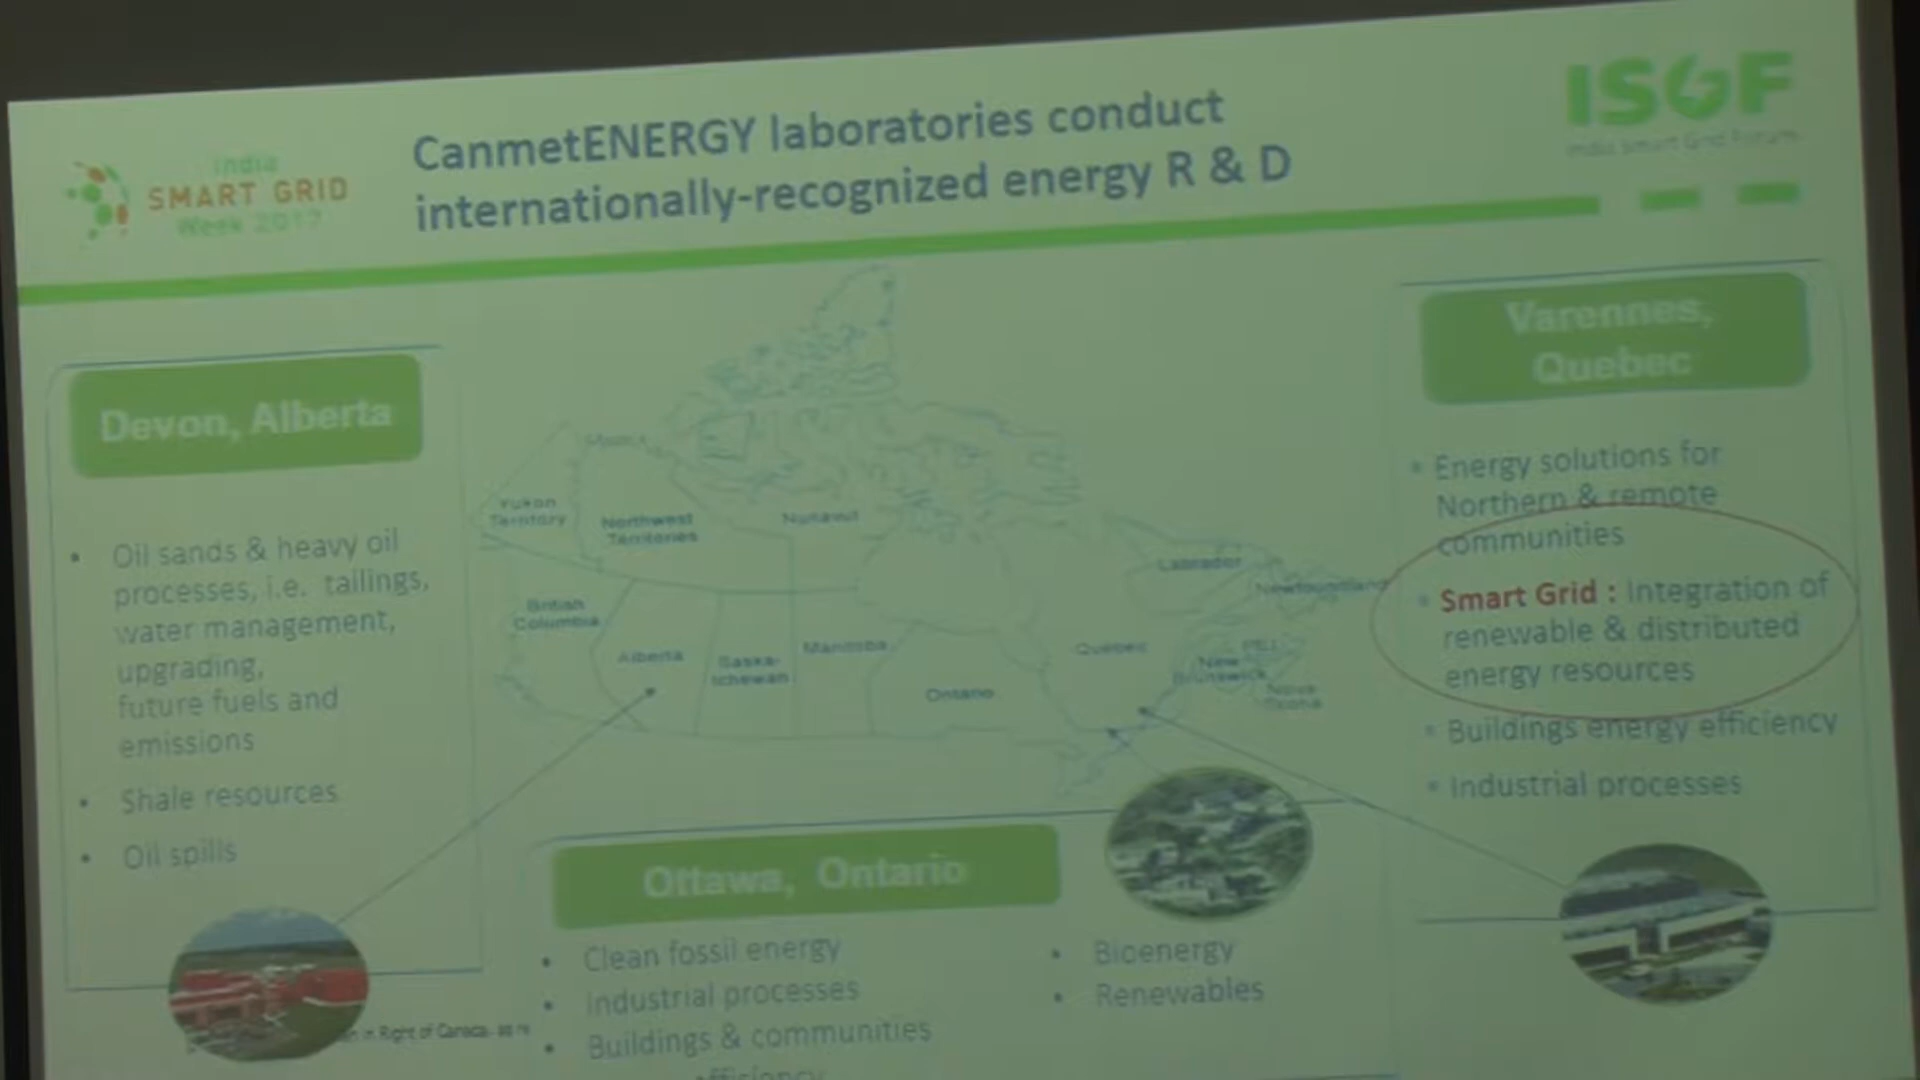 India
SMART GRID
Week 2017
CanmetENERGY laboratories conduct
internationally-recognized energy R & D
ISGF
India Smart Grid Forum
Devon, Alberta
• Oil sands & heavy oil
processes, i.e. tailings,
water management,
upgrading,
future fuels and
emissions
• Shale resources
• Oil spills
Yukon
Territory
Northwest
Territories
Nunavut
British
Columbia
Alberta
Saska-
tchewan
Manitoba
Ontario
Quebec
Labrador
Newfoundland
P.E.I.
New
Brunswick
Nova
Scotia
Varennes,
Quebec
• Energy solutions for
Northern & remote
communities
• Smart Grid : Integration of
renewable & distributed
energy resources
• Buildings energy efficiency
• Industrial processes
Ottawa, Ontario
• Clean fossil energy
• Industrial processes
• Buildings & communities
efficiency
• Bioenergy
• Renewables
in Right of Canada, as